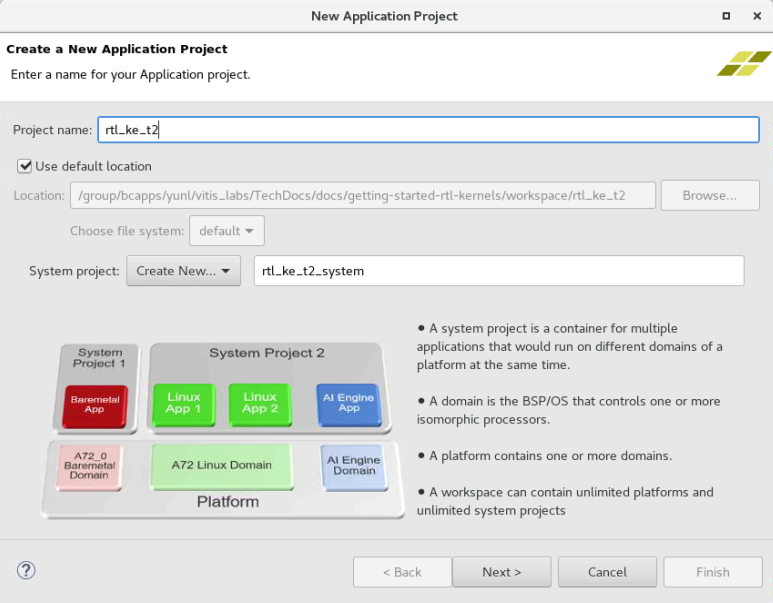 New Application Project
Create a New Application Project
Enter a name for your Application project.
Project name: rtl_ke_t2
Use default location
Location: /group/bcapps/yunl/vitis_labs/TechDocs/docs/getting-started-rtl-kernels/workspace/rtl_ke_t2 Browse...
Choose file system: default
System project: Create New... rtl_ke_t2_system
System
Project 1
System Project 2
Baremetal
App
Linux
App 1
Linux
App 2
AI Engine
App
A72_0
Baremetal
Domain
A72 Linux Domain
AI Engine
Domain
Platform
• A system project is a container for multiple
applications that would run on different domains of a
platform at the same time.
• A domain is the BSP/OS that controls one or more
isomorphic processors.
• A platform contains one or more domains.
• A workspace can contain unlimited platforms and
unlimited system projects
? < Back Next > Cancel Finish